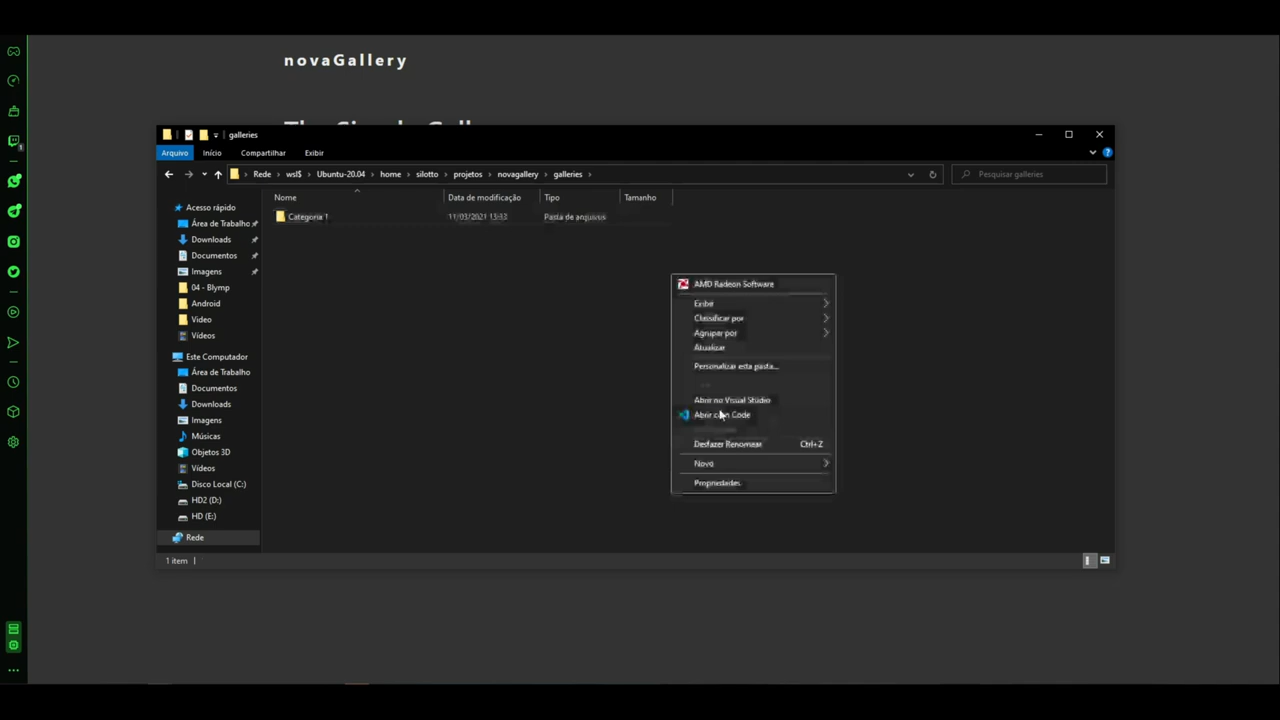 novaGallery
galleries
Arquivo Início Compartilhar Exibir
Rede wsl$ Ubuntu-20.04 home silotto projetos novagallery galleries
Pesquisar galleries
Nome Data de modificação Tipo Tamanho
Categoria 1 11/03/2021 13:33 Pasta de arquivos
Acesso rápido
Área de Trabalho
Downloads
Documentos
Imagens
04 - Blymp
Android
Video
Vídeos
Este Computador
Área de Trabalho
Documentos
Downloads
Imagens
Músicas
Objetos 3D
Vídeos
Disco Local (C:)
HD2 (D:)
HD (E:)
Rede
1 item
AMD Radeon Software
Exibir
Classificar por
Agrupar por
Atualizar
Personalizar esta pasta...
Abrir no Visual Studio
Abrir com Code
Desfazer Renomear Ctrl+Z
Novo
Propriedades